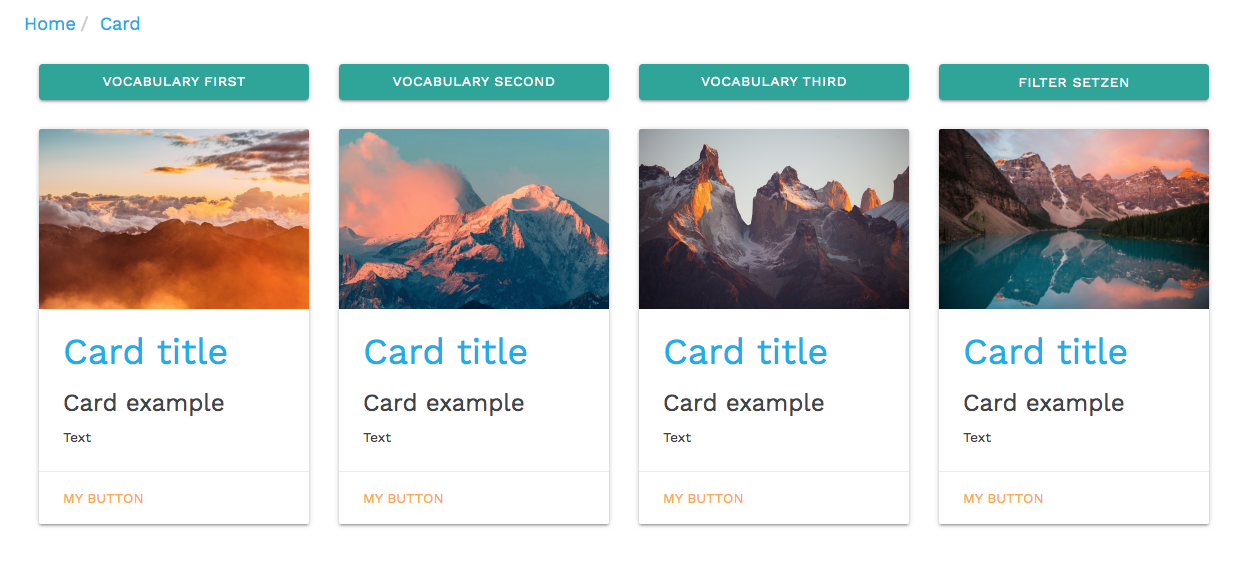 Home / Card
VOCABULARY FIRST
VOCABULARY SECOND
VOCABULARY THIRD
FILTER SETZEN
Card title
Card example
Text
MY BUTTON
Card title
Card example
Text
MY BUTTON
Card title
Card example
Text
MY BUTTON
Card title
Card example
Text
MY BUTTON